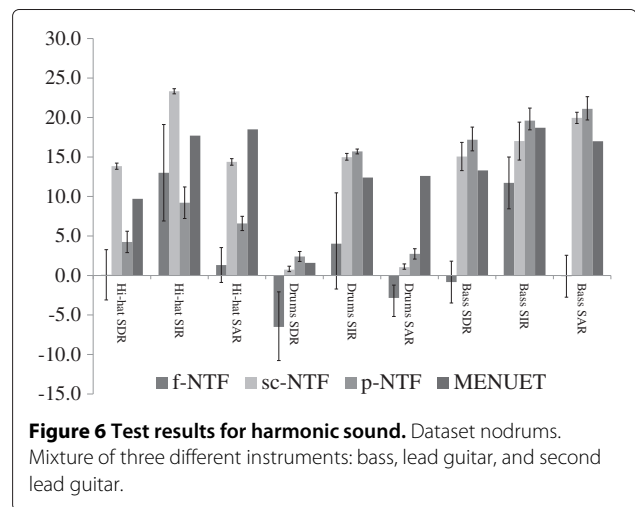 30.0
25.0
20.0
15.0
10.0
5.0
0.0
-5.0
-10.0
-15.0
Hi-hat SDR
Hi-hat SIR
Hi-hat SAR
Drums SDR
Drums SIR
Drums SAR
Bass SDR
Bass SIR
Bass SAR
f-NTF sc-NTF p-NTF MENUET
Figure 6 Test results for harmonic sound. Dataset nodrums.
Mixture of three different instruments: bass, lead guitar, and second
lead guitar.